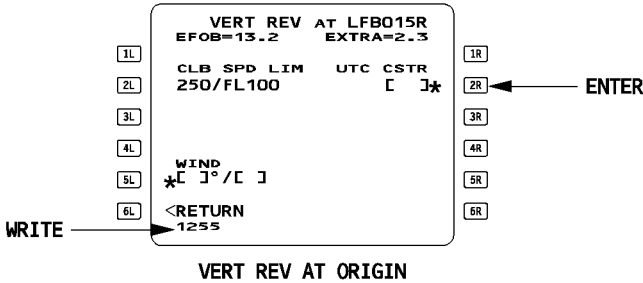 VERT REV AT LFBO15R
EFOB=13.2 EXTRA=2.3
1L 1R
CLB SPD LIM UTC CSTR
2L 250/FL100 [ ]* 2R ENTER
3L 3R
4L 4R
WIND
5L *[ ]°/[ ] 5R
6L <RETURN 6R
WRITE 1255
VERT REV AT ORIGIN